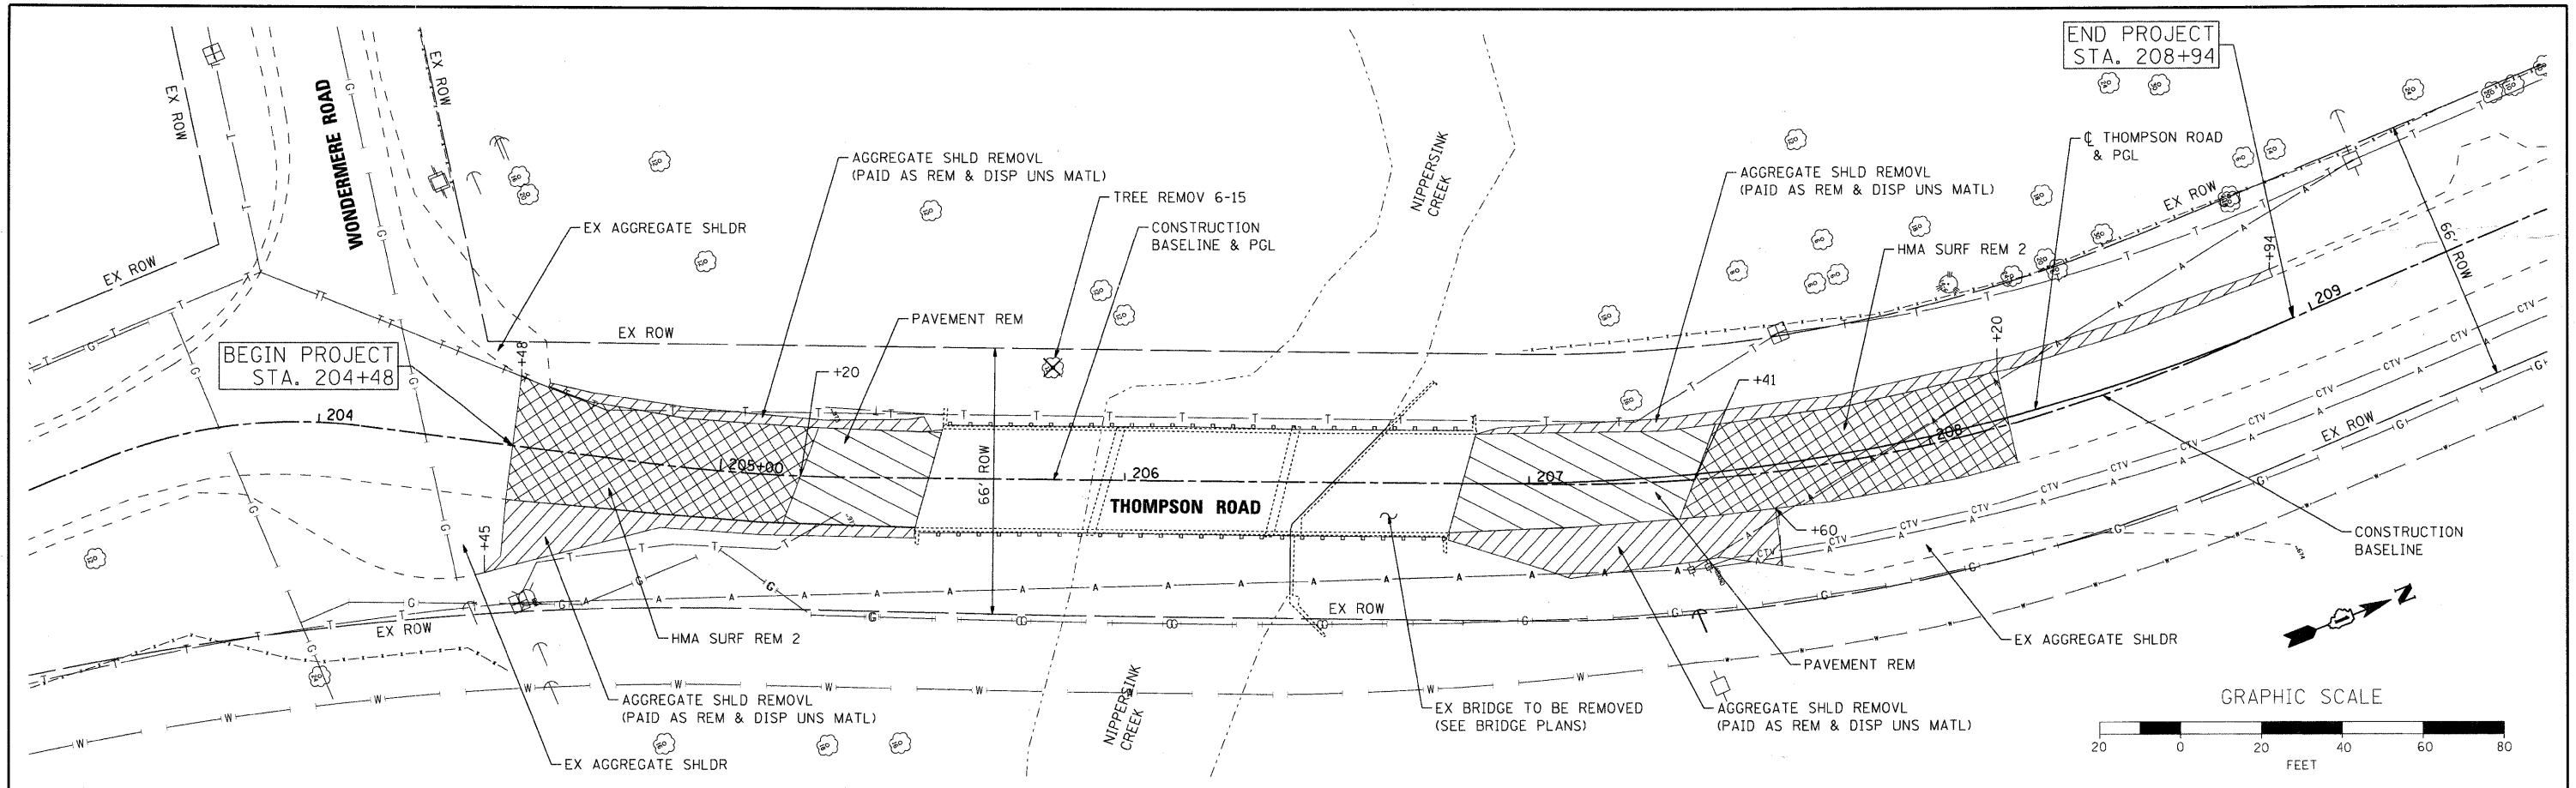 END PROJECT
STA. 208+94
EX ROW
EX ROW
EX ROW
WONDERMERE ROAD
AGGREGATE SHLD REMOVL
(PAID AS REM & DISP UNS MATL)
TREE REMOV 6-15
CONSTRUCTION
BASELINE & PGL
NIPPERSINK
CREEK
AGGREGATE SHLD REMOVL
(PAID AS REM & DISP UNS MATL)
HMA SURF REM 2
℄ THOMPSON ROAD
& PGL
EX ROW
+94
66' ROW
209
EX AGGREGATE SHLDR
PAVEMENT REM
EX ROW
BEGIN PROJECT
STA. 204+48
+48
+20
+41
+20
204
205+00
206
207
208
66' ROW
THOMPSON ROAD
+45
+60
EX ROW
CONSTRUCTION
BASELINE
EX ROW
EX ROW
HMA SURF REM 2
AGGREGATE SHLD REMOVL
(PAID AS REM & DISP UNS MATL)
EX AGGREGATE SHLDR
NIPPERSINK
CREEK
EX BRIDGE TO BE REMOVED
(SEE BRIDGE PLANS)
AGGREGATE SHLD REMOVL
(PAID AS REM & DISP UNS MATL)
PAVEMENT REM
EX AGGREGATE SHLDR
N
GRAPHIC SCALE
20 0 20 40 60 80
FEET